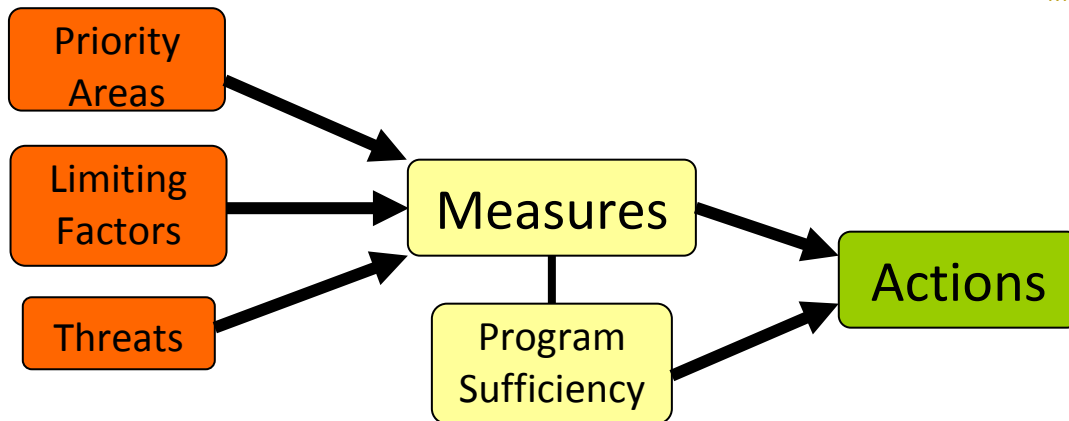 Priority
Areas
Limiting
Factors
Threats
Measures
Program
Sufficiency
Actions